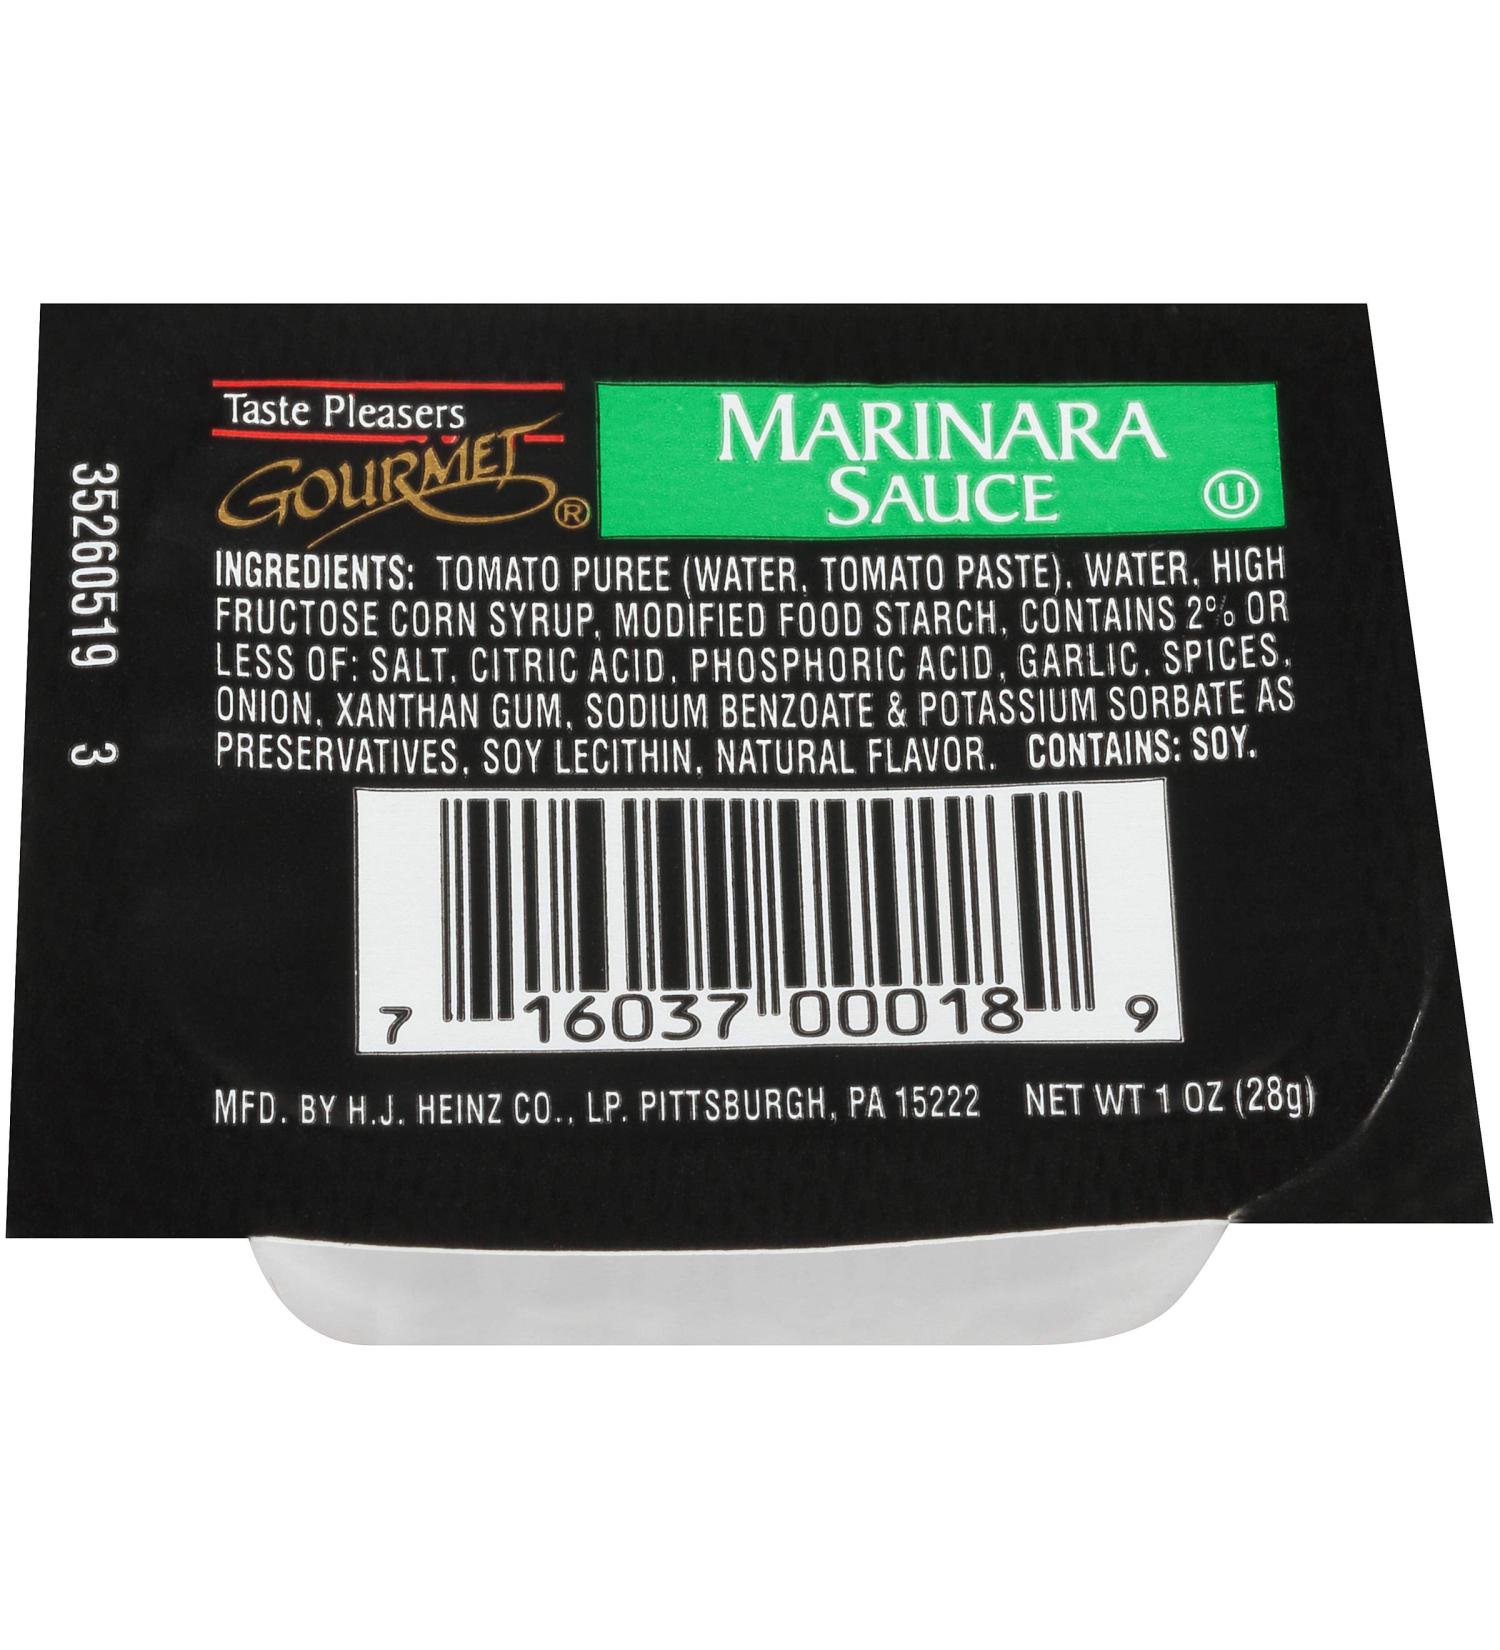 Taste Pleasers
GOURMET®
MARINARA
SAUCE
U
INGREDIENTS: TOMATO PUREE (WATER, TOMATO PASTE), WATER, HIGH
FRUCTOSE CORN SYRUP, MODIFIED FOOD STARCH, CONTAINS 2% OR
LESS OF: SALT, CITRIC ACID, PHOSPHORIC ACID, GARLIC, SPICES,
ONION, XANTHAN GUM, SODIUM BENZOATE & POTASSIUM SORBATE AS
PRESERVATIVES, SOY LECITHIN, NATURAL FLAVOR. CONTAINS: SOY.
7 16037 00018 9
MFD. BY H.J. HEINZ CO., LP. PITTSBURGH, PA 15222 NET WT 1 OZ (28g)
35260519 3